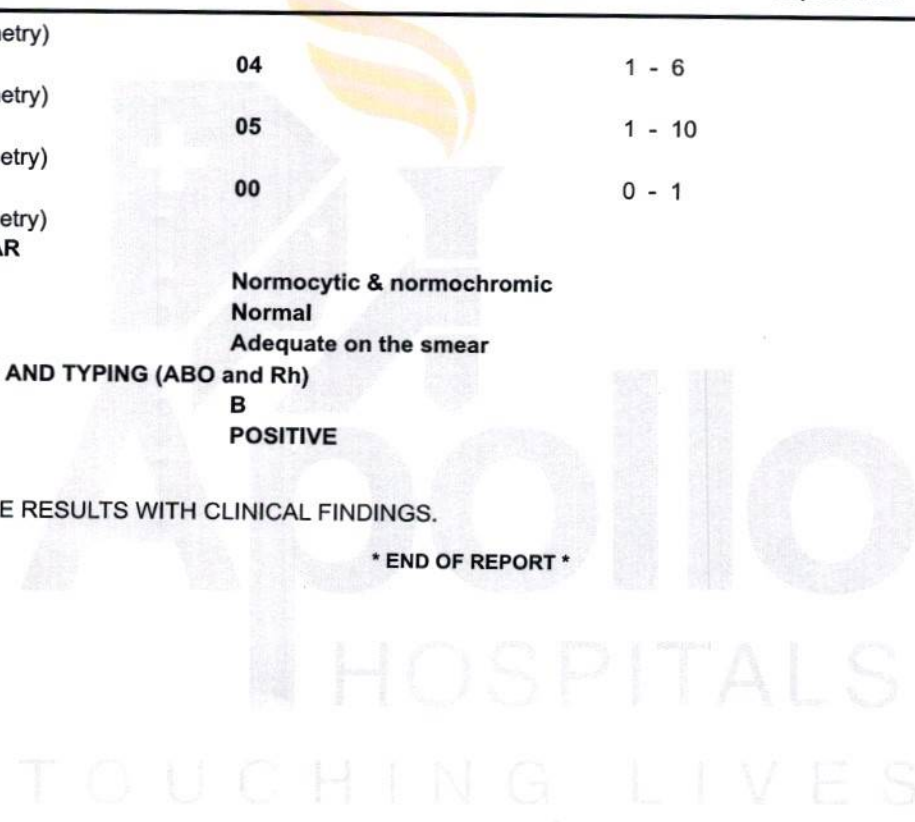 etry)
04 1 - 6
etry)
05 1 - 10
etry)
00 0 - 1
etry)
AR
Normocytic & normochromic
Normal
Adequate on the smear
AND TYPING (ABO and Rh)
B
POSITIVE
E RESULTS WITH CLINICAL FINDINGS.
* END OF REPORT *
Apollo
HOSPITALS
TOUCHING LIVES